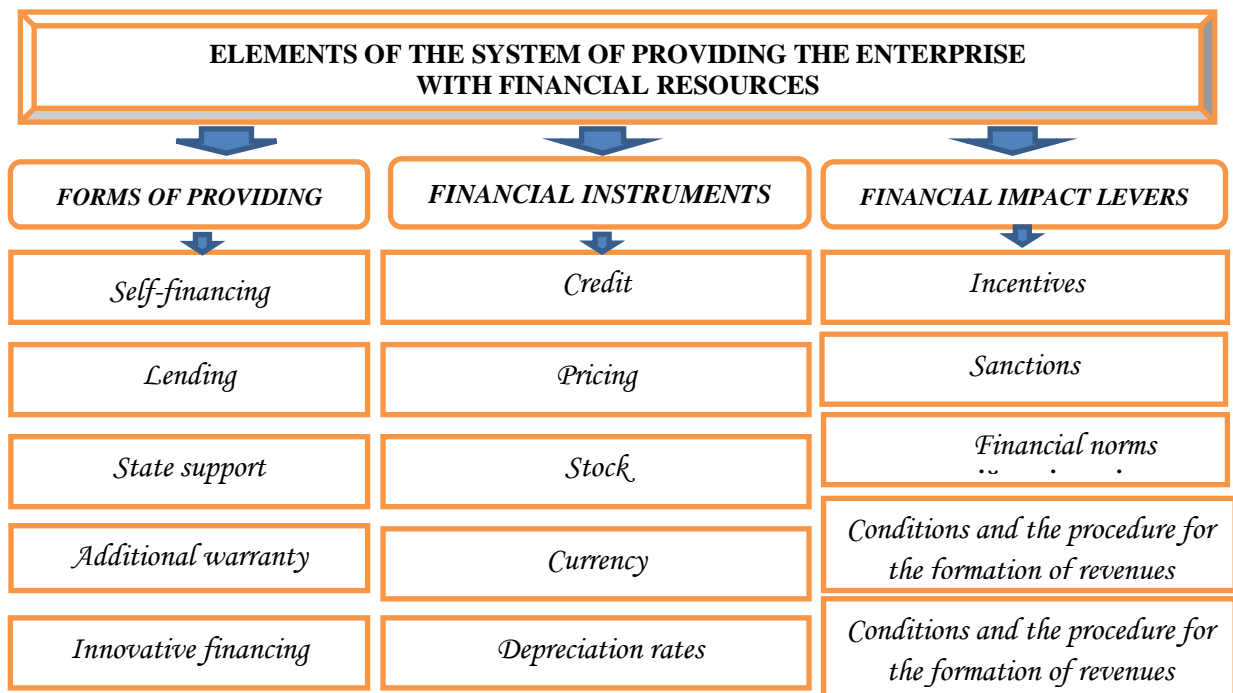 ELEMENTS OF THE SYSTEM OF PROVIDING THE ENTERPRISE
WITH FINANCIAL RESOURCES
FORMS OF PROVIDING
Self-financing
Lending
State support
Additional warranty
Innovative financing
FINANCIAL INSTRUMENTS
Credit
Pricing
Stock
Currency
Depreciation rates
FINANCIAL IMPACT LEVERS
Incentives
Sanctions
Financial norms
Conditions and the procedure for
the formation of revenues
Conditions and the procedure for
the formation of revenues